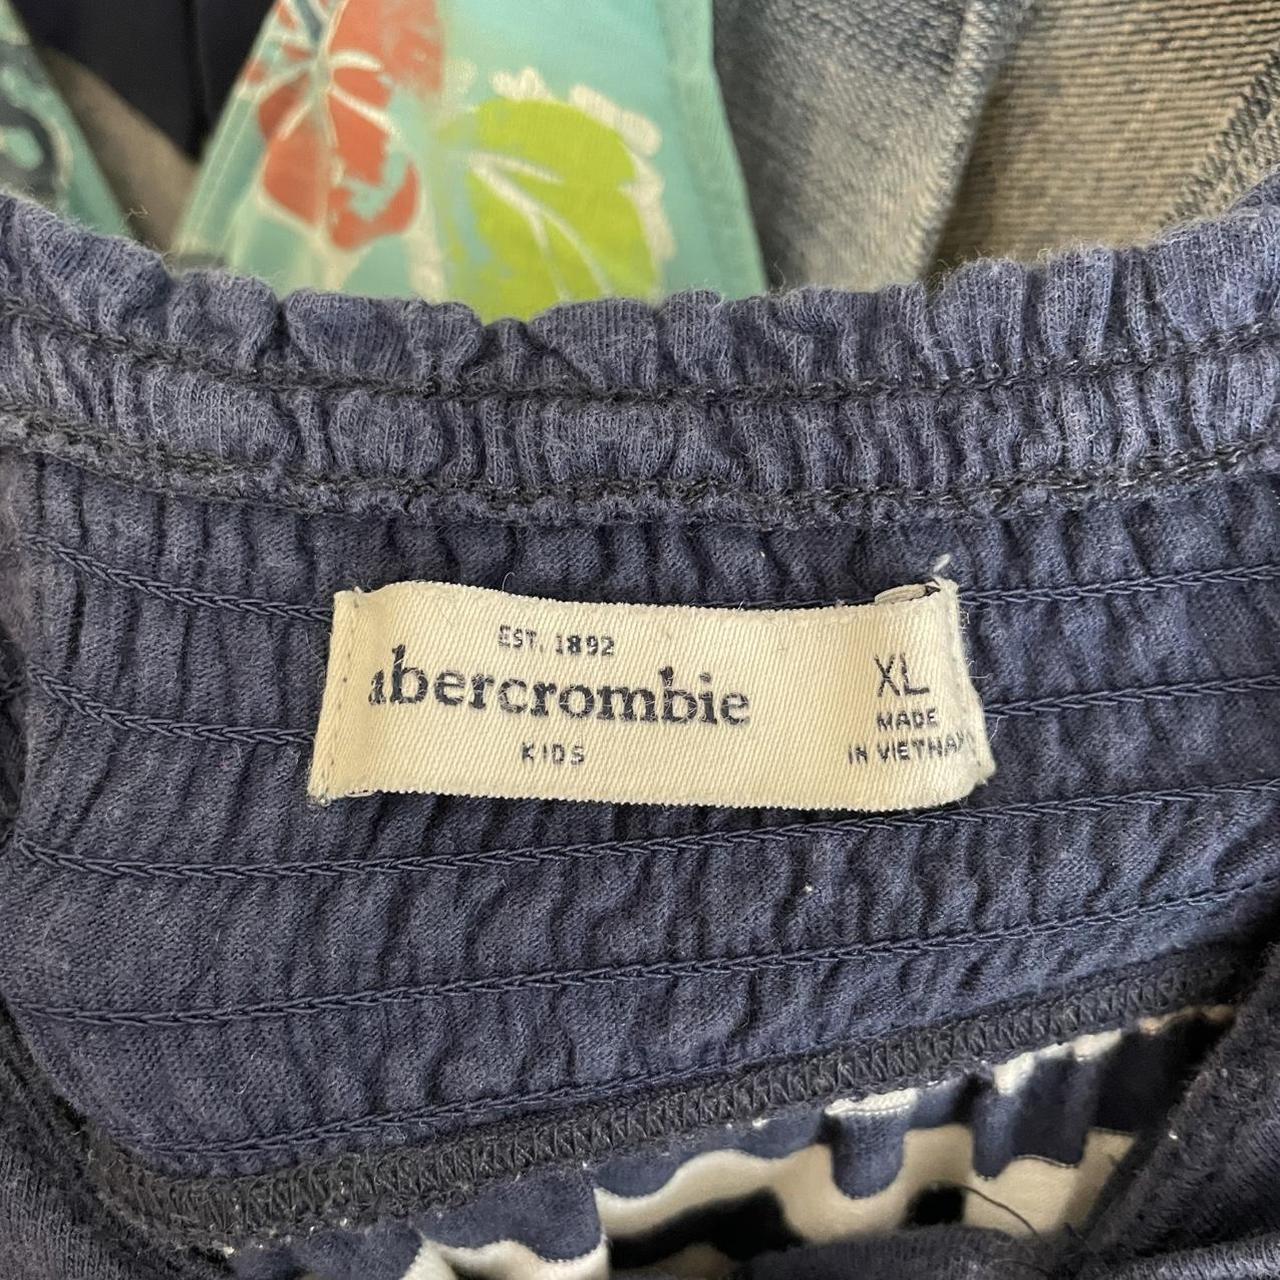 EST. 1892
abercrombie
KIDS
XL
MADE
IN VIETNAM